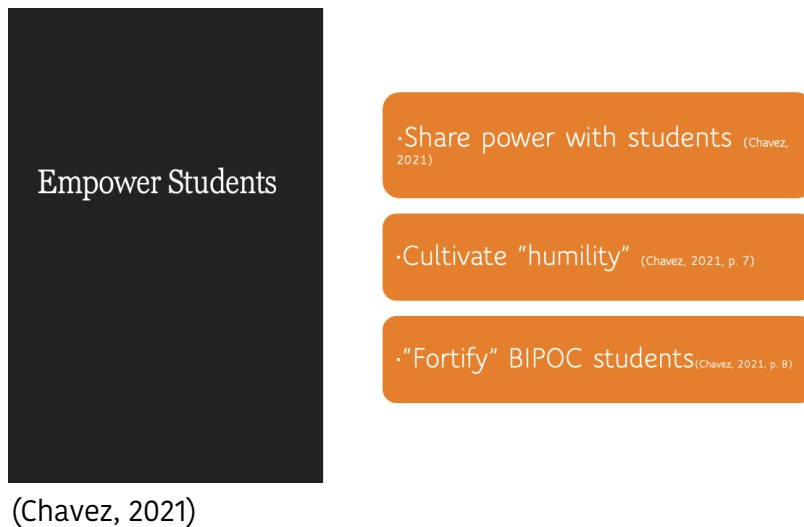 Empower Students
·Share power with students (Chavez,
2021)
·Cultivate "humility" (Chavez, 2021, p. 7)
·"Fortify" BIPOC students(Chavez, 2021, p. 8)
(Chavez, 2021)